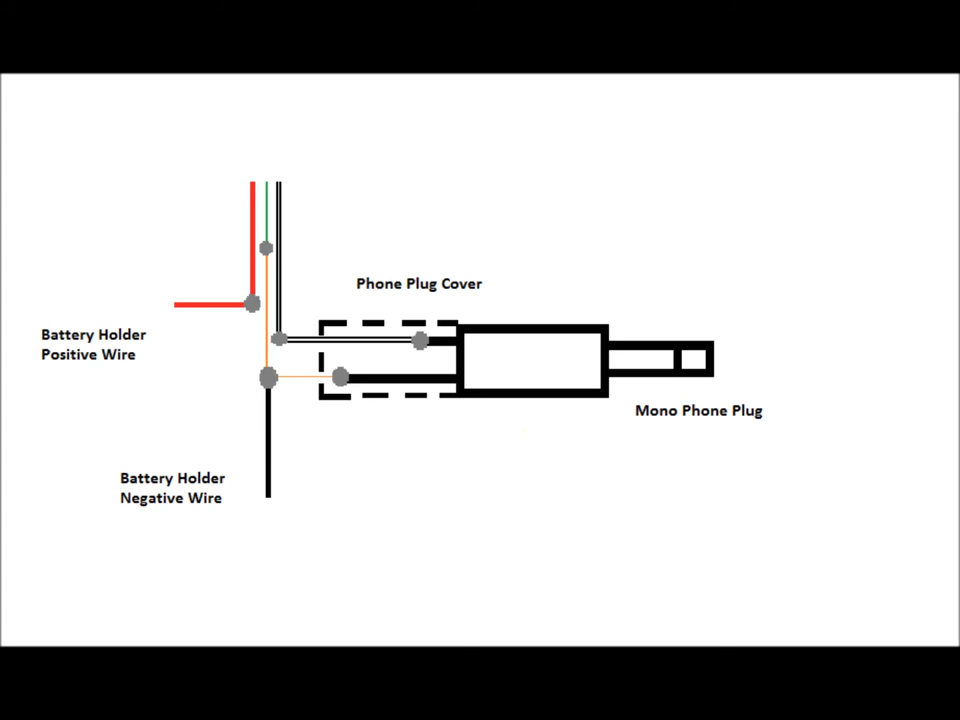 Phone Plug Cover
Battery Holder
Positive Wire
Mono Phone Plug
Battery Holder
Negative Wire